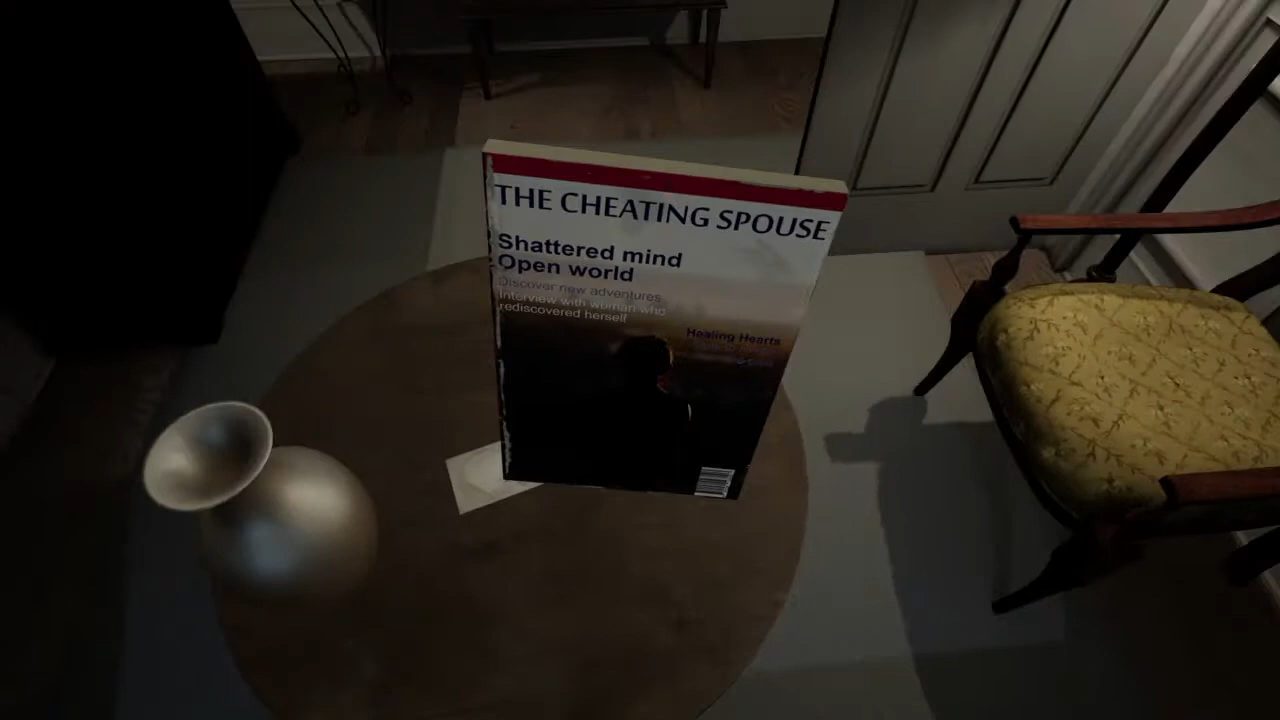 THE CHEATING SPOUSE
Shattered mind
Open world
Discover new adventures
Interview with woman who
rediscovered herself
Healing Hearts